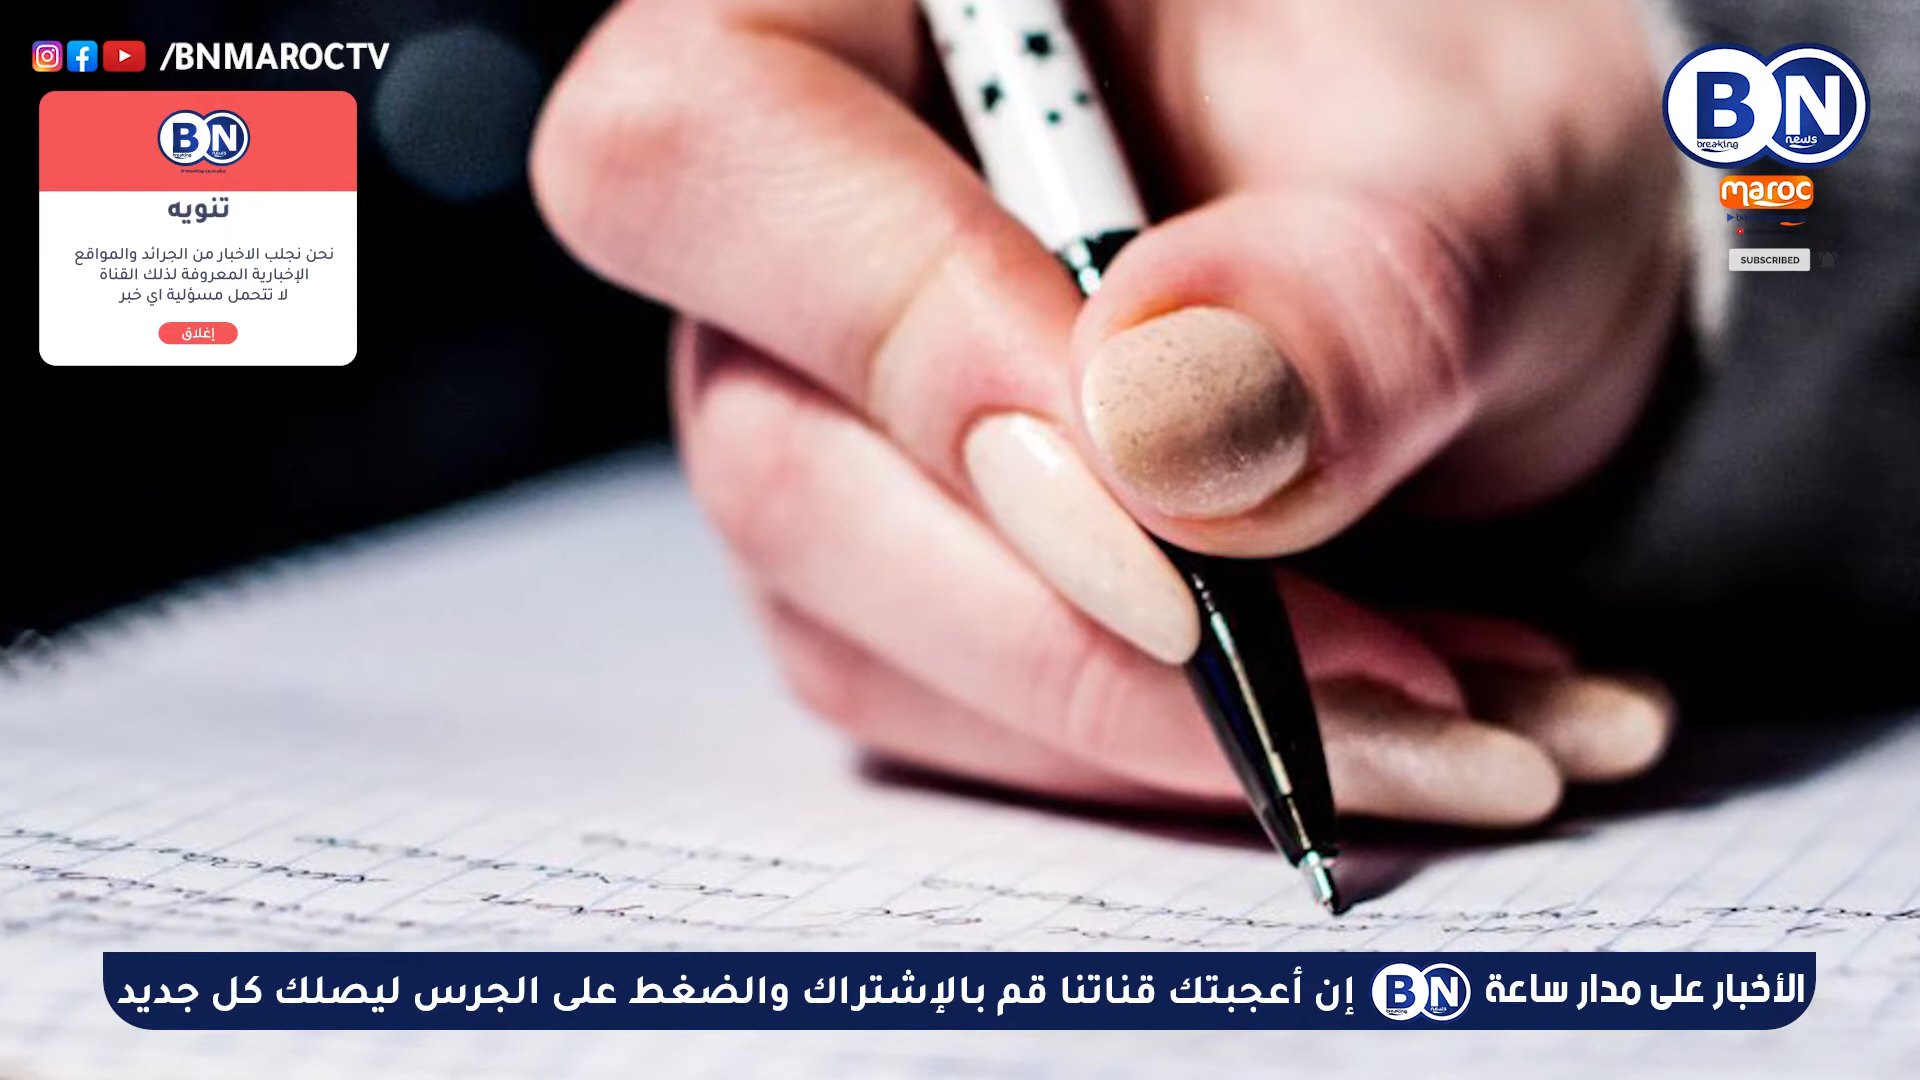 /BNMAROCTV
BN
breaking news
تنويه
نحن نجلب الاخبار من الجرائد والمواقع
الإخبارية المعروفة لذلك القناة
لا تتحمل مسؤلية اي خبر
إغلاق
BN
breaking news
maroc
SUBSCRIBED
الأخبار على مدار ساعة BN إن أعجبتك قناتنا قم بالإشتراك والضغط على الجرس ليصلك كل جديد